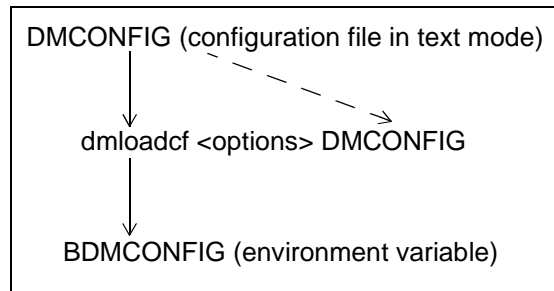 DMCONFIG (configuration file in text mode)
dmloadcf <options> DMCONFIG
BDMCONFIG (environment variable)